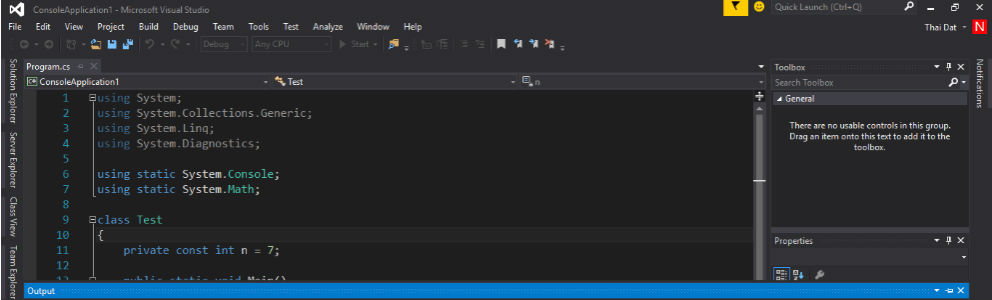 ConsoleApplication1 - Microsoft Visual Studio
Quick Launch (Ctrl+Q)
File Edit View Project Build Debug Team Tools Test Analyze Window Help
Thai Dat N
Debug Any CPU Start
Program.cs
ConsoleApplication1 Test n
1 using System;
2 using System.Collections.Generic;
3 using System.Linq;
4 using System.Diagnostics;
5
6 using static System.Console;
7 using static System.Math;
8
9 class Test
10 {
11 private const int n = 7;
12
13 public static void Main()
Solution Explorer
Server Explorer
Class View
Team Explorer
Toolbox
Search Toolbox
General
There are no usable controls in this group.
Drag an item onto this text to add it to the
toolbox.
Properties
Notifications
Output